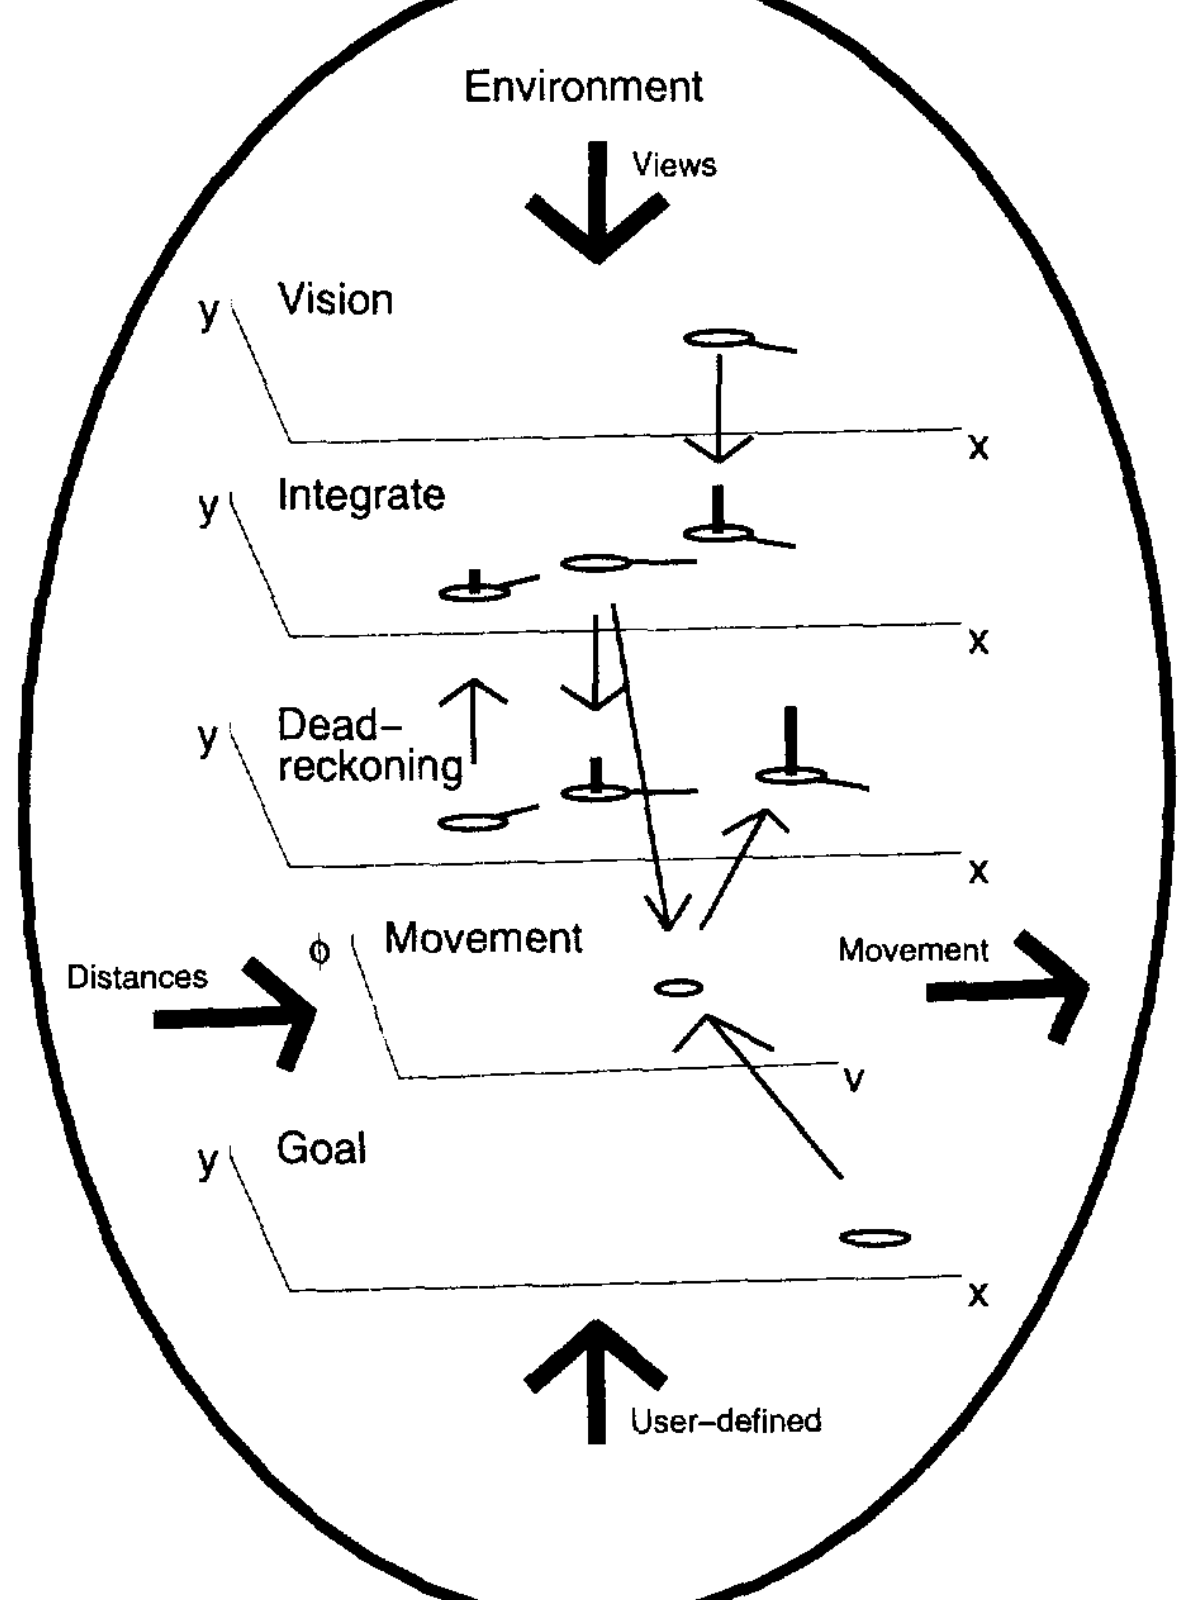 Environment
Views
y Vision
x
y Integrate
x
y Dead–
reckoning
x
ϕ Movement
Movement
Distances
v
y Goal
x
User–defined